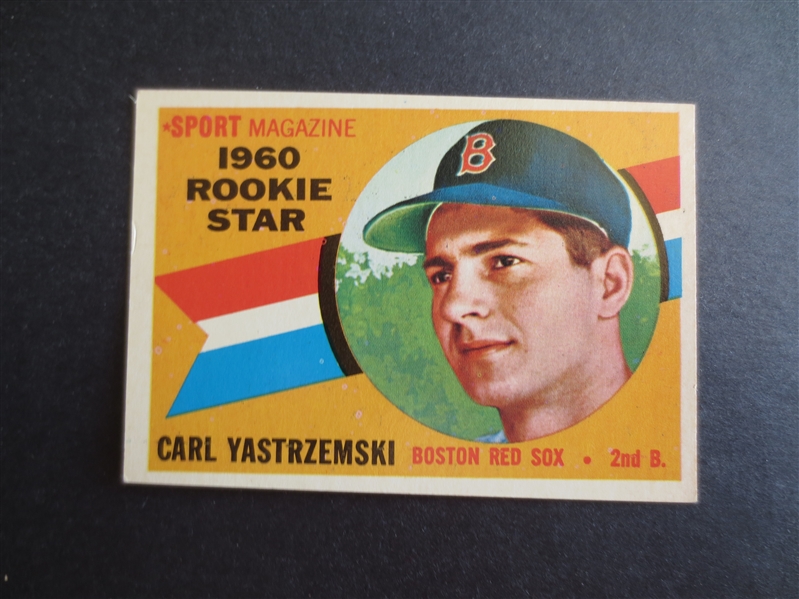 ★SPORT MAGAZINE
1960
ROOKIE
STAR
B
CARL YASTRZEMSKI BOSTON RED SOX • 2nd B.